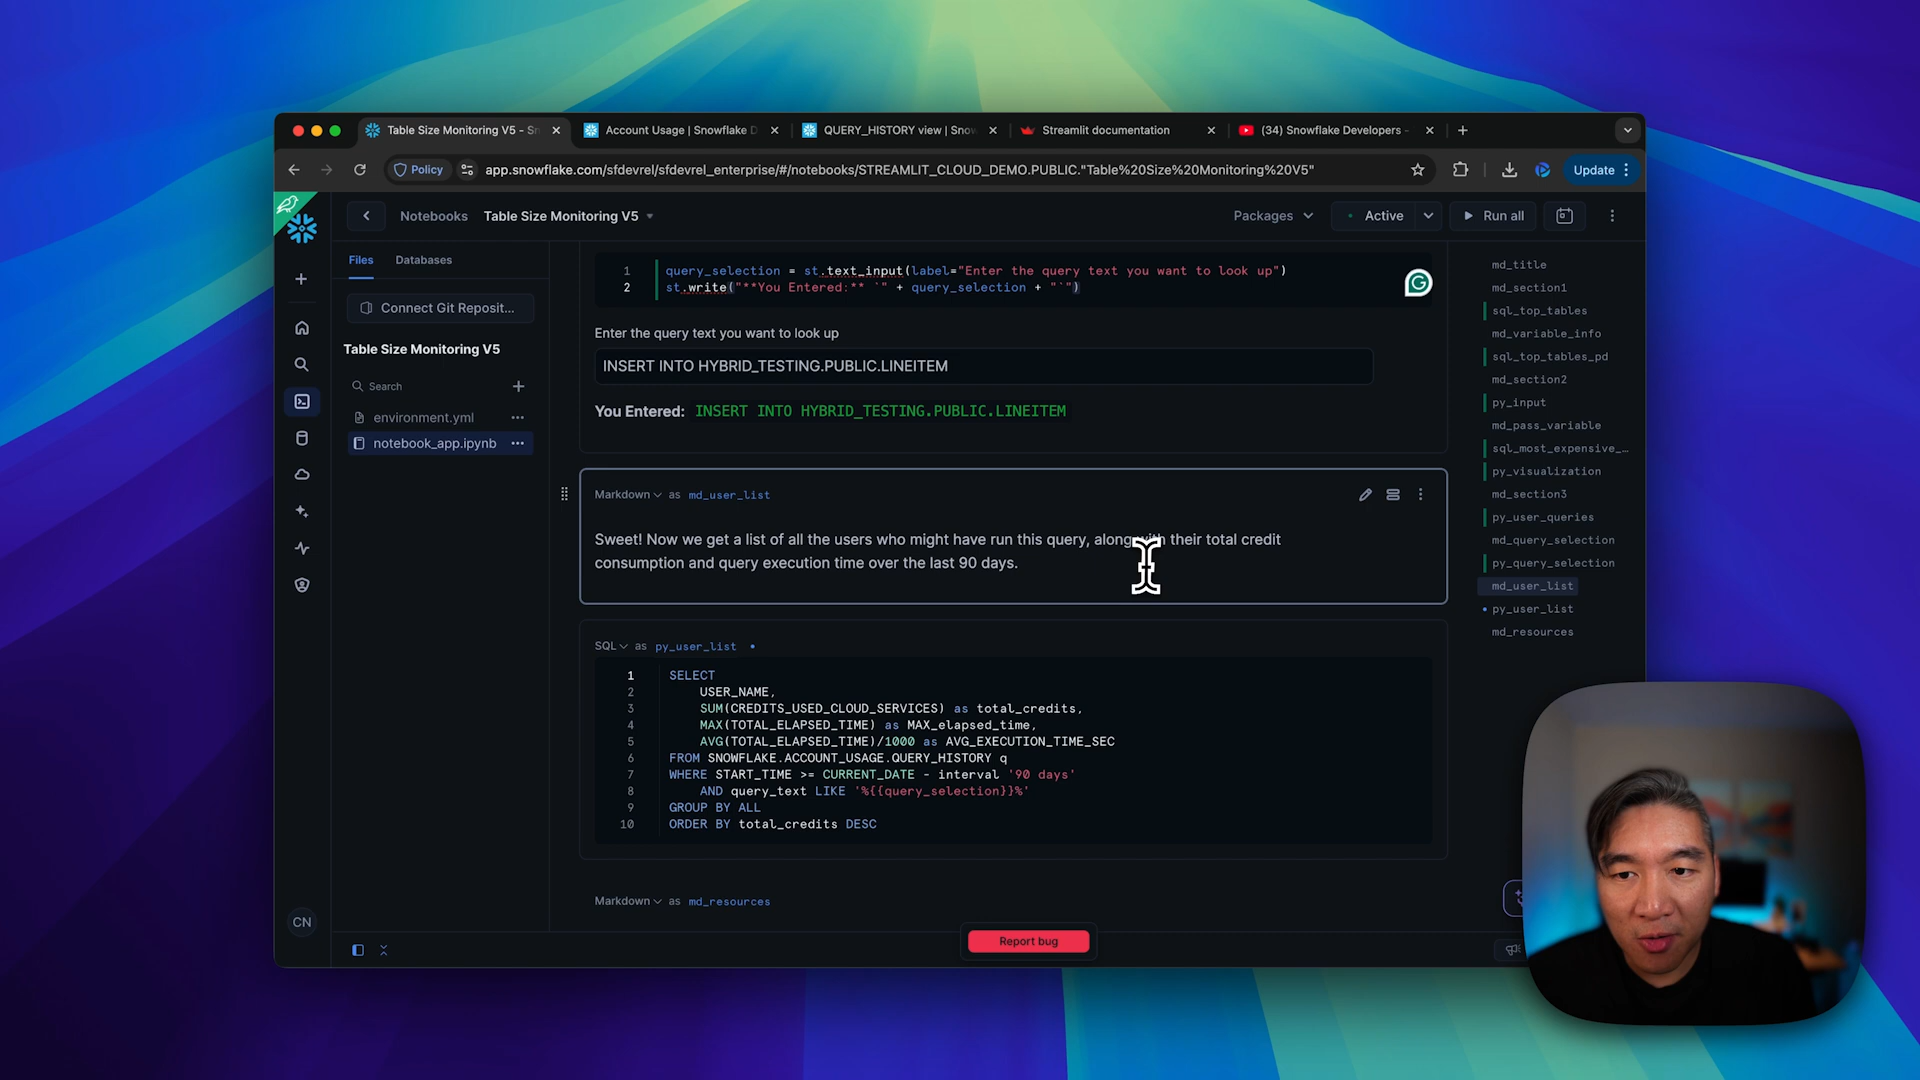 Table Size Monitoring V5 - Sn
Account Usage | Snowflake D
QUERY_HISTORY view | Snow
Streamlit documentation
(34) Snowflake Developers -
Policy
app.snowflake.com/sfdevrel/sfdevrel_enterprise/#/notebooks/STREAMLIT_CLOUD_DEMO.PUBLIC."Table%20Size%20Monitoring%20V5"
Update
Notebooks
Table Size Monitoring V5
Packages
Active
Run all
Files
Databases
Connect Git Reposit...
Table Size Monitoring V5
Search
environment.yml
notebook_app.ipynb
CN
1 query_selection = st.text_input(label="Enter the query text you want to look up")
2 st.write("**You Entered:** `" + query_selection + "`")
Enter the query text you want to look up
INSERT INTO HYBRID_TESTING.PUBLIC.LINEITEM
You Entered: INSERT INTO HYBRID_TESTING.PUBLIC.LINEITEM
Markdown as md_user_list
Sweet! Now we get a list of all the users who might have run this query, along with their total credit
consumption and query execution time over the last 90 days.
SQL as py_user_list
1 SELECT
2 USER_NAME,
3 SUM(CREDITS_USED_CLOUD_SERVICES) as total_credits,
4 MAX(TOTAL_ELAPSED_TIME) as MAX_elapsed_time,
5 AVG(TOTAL_ELAPSED_TIME)/1000 as AVG_EXECUTION_TIME_SEC
6 FROM SNOWFLAKE.ACCOUNT_USAGE.QUERY_HISTORY q
7 WHERE START_TIME >= CURRENT_DATE - interval '90 days'
8 AND query_text LIKE '%{{query_selection}}%'
9 GROUP BY ALL
10 ORDER BY total_credits DESC
Markdown as md_resources
Report bug
md_title
md_section1
sql_top_tables
md_variable_info
sql_top_tables_pd
md_section2
py_input
md_pass_variable
sql_most_expensive_...
py_visualization
md_section3
py_user_queries
md_query_selection
py_query_selection
md_user_list
py_user_list
md_resources